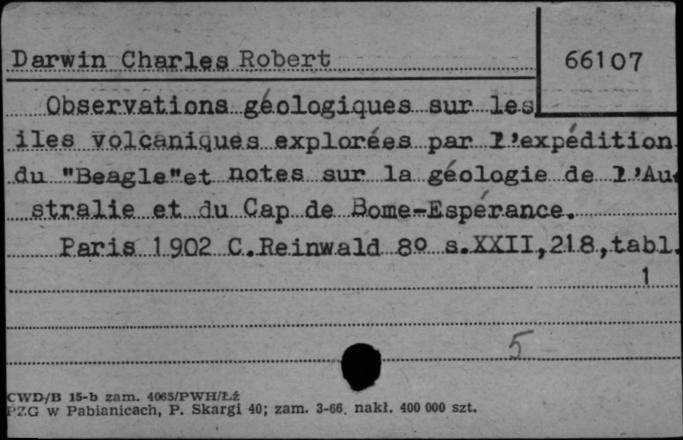 Darwin Charles Robert
66107
Observations géologiques sur les
iles volcaniques explorées par l'expédition
du "Beagle"et notes sur la géologie de l'Au-
stralie et du Cap de Bome-Espérance.
Paris 1902 C.Reinwald 8º s.XXII,218,tabl.
1
5
CWD/B 15-b zam. 4065/PWH/Łź
PZG w Pabianicach, P. Skargi 40; zam. 3-66. nakł. 400 000 szt.